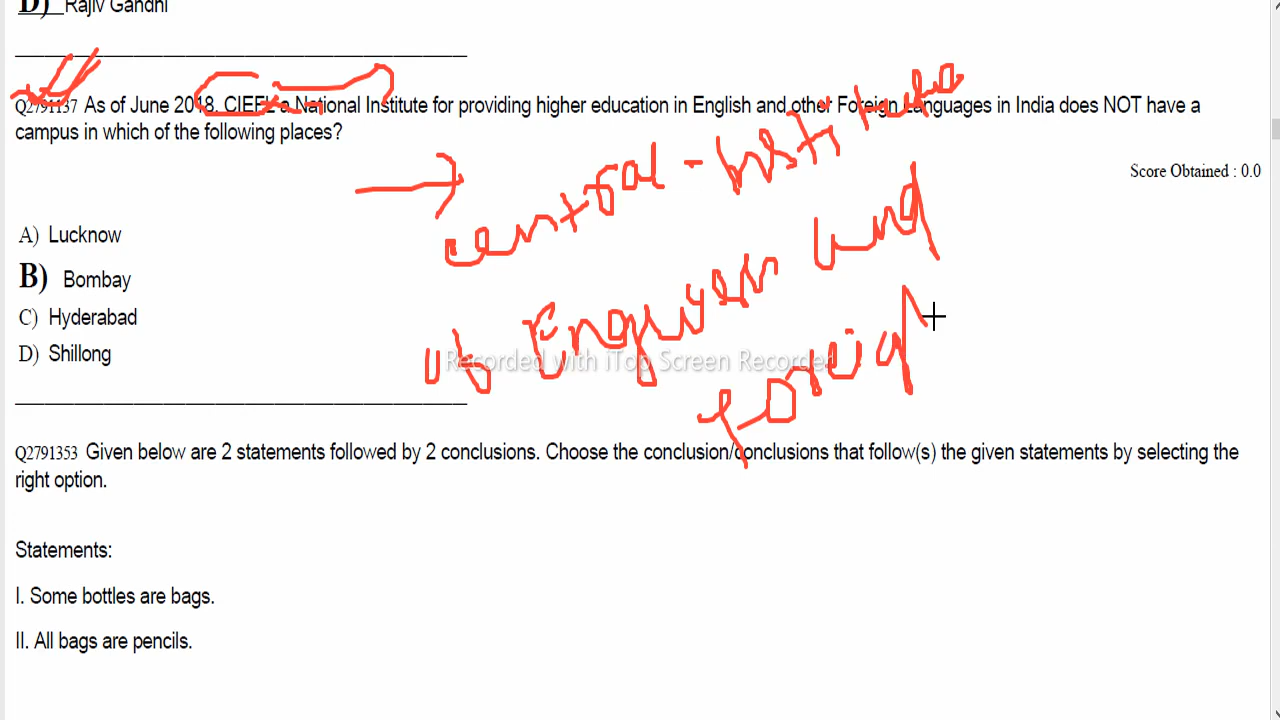 D) Rajiv Gandhi
Q2791137 As of June 2018, CIEFL a National Institute for providing higher education in English and other Foreign Languages in India does NOT have a
campus in which of the following places?
Score Obtained : 0.0
central - Institute
A) Lucknow
B) Bombay
C) Hyderabad
D) Shillong
of English and
Foreign
Recorded with iTop Screen Recorder
Q2791353 Given below are 2 statements followed by 2 conclusions. Choose the conclusion/conclusions that follow(s) the given statements by selecting the
right option.
Statements:
I. Some bottles are bags.
II. All bags are pencils.